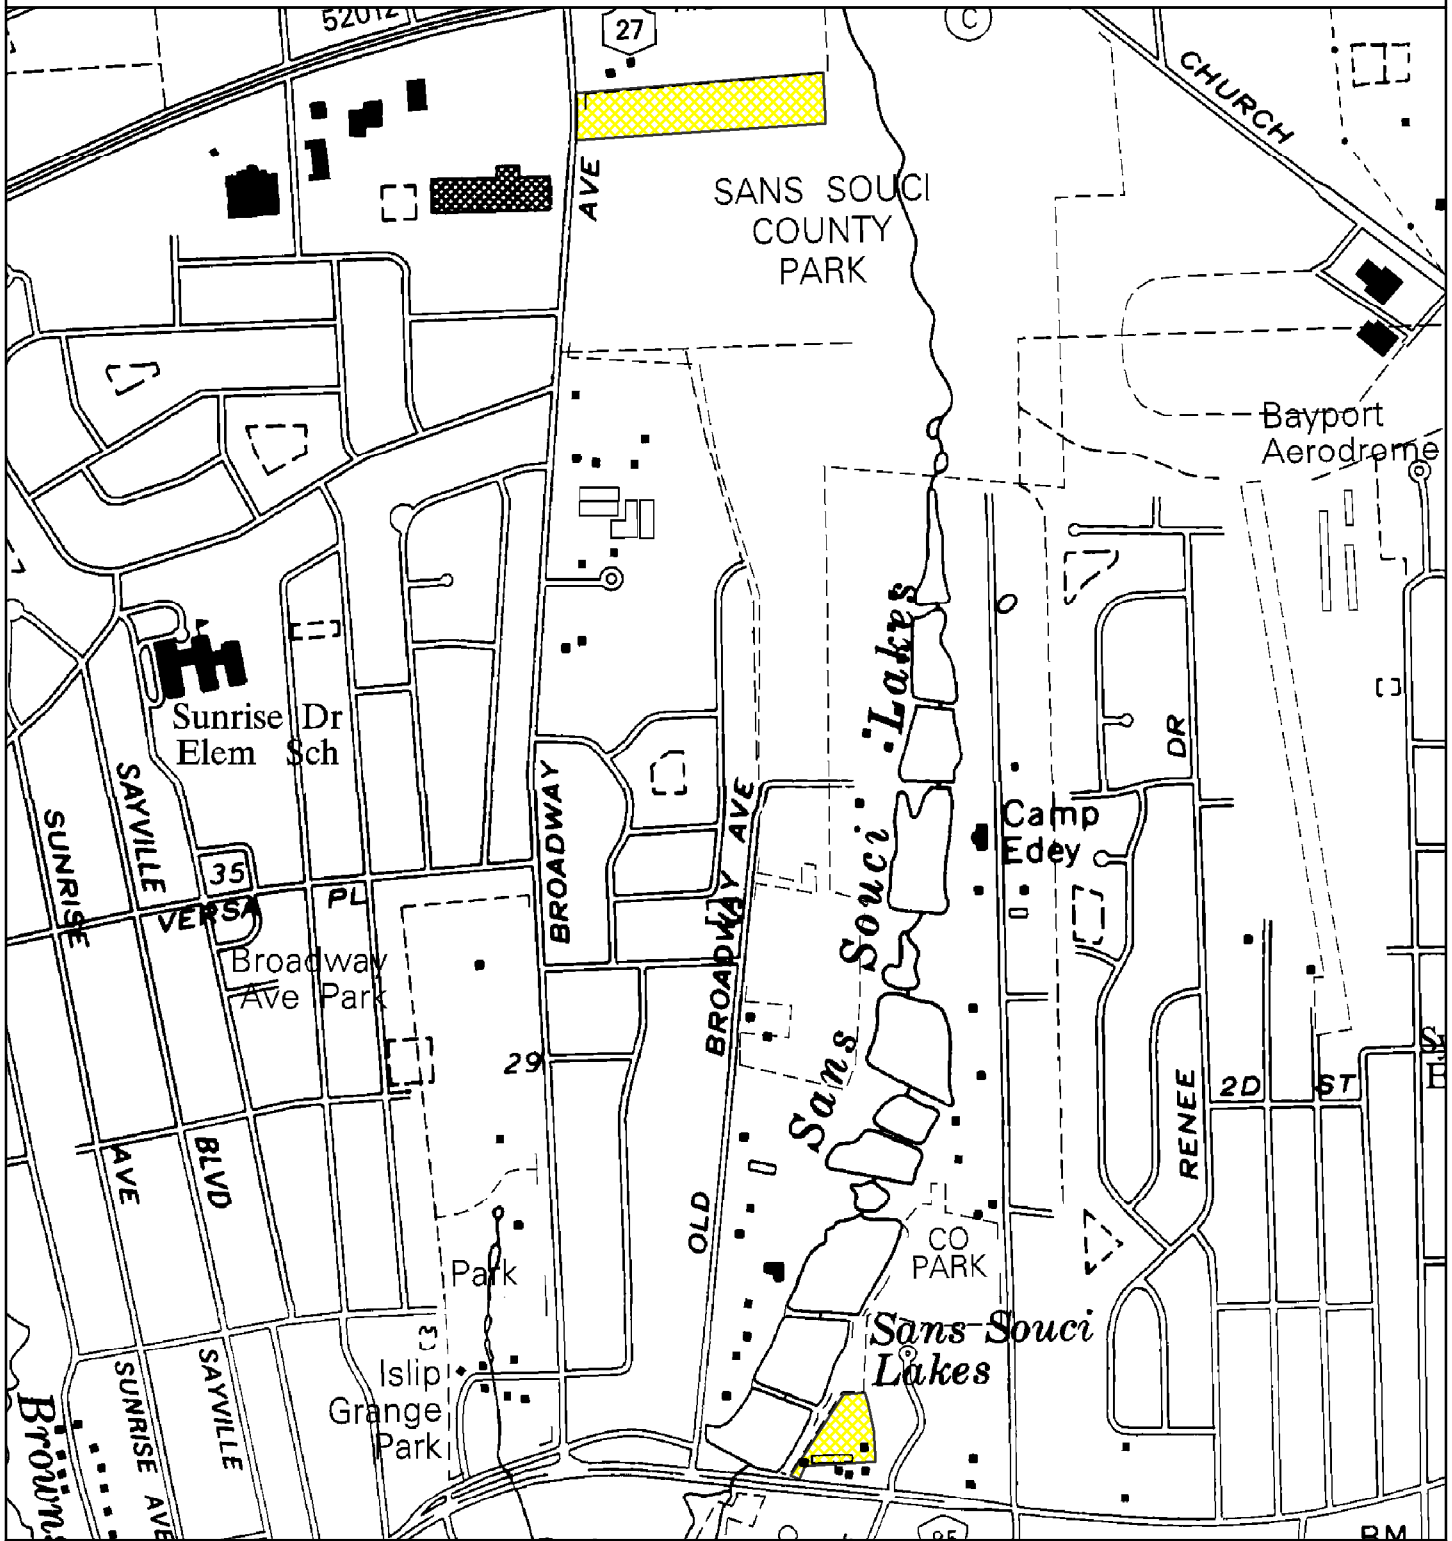 52012
27
C
CHURCH
AVE
SANS SOUCI
COUNTY
PARK
Bayport
Aerodrome
Lakes
Sunrise Dr
Elem Sch
DR
SAYVILLE
SUNRISE
BROADWAY
BROADWAY AVE
Camp
Edey
Souci
35
VERSA PL
Broadway
Ave Park
29
Sans
2D ST
RENEE
AVE
BLVD
OLD
Park
CO
PARK
Sans Souci
Lakes
Islip
Grange
Park
SUNRISE AVE
SAYVILLE
Browns
85
BM